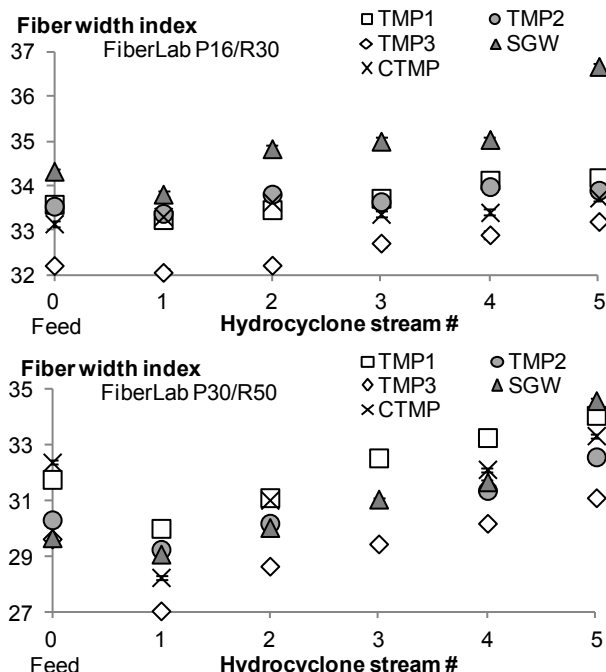 Fiber width index
FiberLab P16/R30
TMP1 TMP2
TMP3 SGW
CTMP
37
36
35
34
33
32
0 1 2 3 4 5
Feed Hydrocyclone stream #
Fiber width index
FiberLab P30/R50
TMP1 TMP2
TMP3 SGW
CTMP
35
33
31
29
27
0 1 2 3 4 5
Feed Hydrocyclone stream #